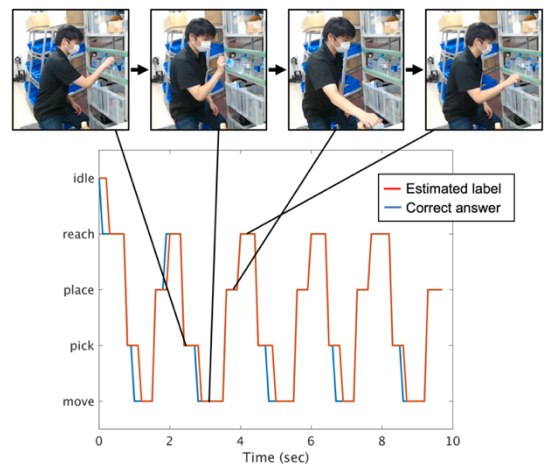 idle
reach
place
pick
move
Estimated label
Correct answer
0
2
4
6
8
10
Time (sec)